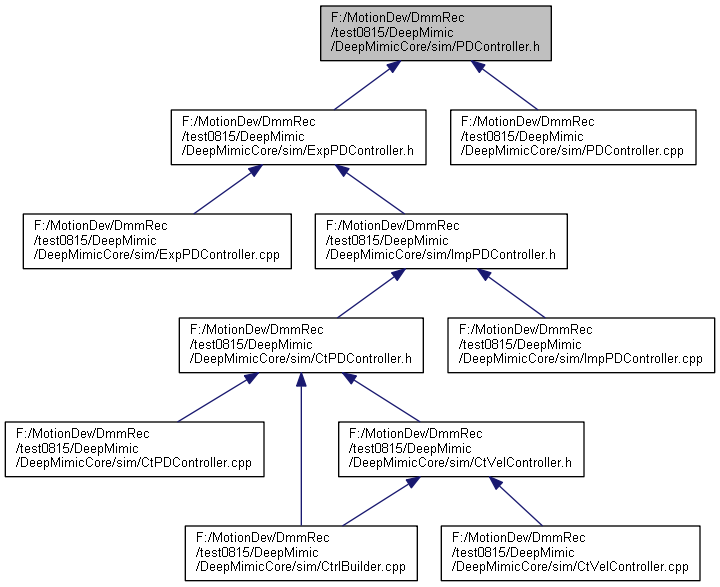 F:/MotionDev/DmmRec
/test0815/DeepMimic
/DeepMimicCore/sim/PDController.h
F:/MotionDev/DmmRec
/test0815/DeepMimic
/DeepMimicCore/sim/ExpPDController.h
F:/MotionDev/DmmRec
/test0815/DeepMimic
/DeepMimicCore/sim/PDController.cpp
F:/MotionDev/DmmRec
/test0815/DeepMimic
/DeepMimicCore/sim/ExpPDController.cpp
F:/MotionDev/DmmRec
/test0815/DeepMimic
/DeepMimicCore/sim/ImpPDController.h
F:/MotionDev/DmmRec
/test0815/DeepMimic
/DeepMimicCore/sim/CtPDController.h
F:/MotionDev/DmmRec
/test0815/DeepMimic
/DeepMimicCore/sim/ImpPDController.cpp
F:/MotionDev/DmmRec
/test0815/DeepMimic
/DeepMimicCore/sim/CtPDController.cpp
F:/MotionDev/DmmRec
/test0815/DeepMimic
/DeepMimicCore/sim/CtVelController.h
F:/MotionDev/DmmRec
/test0815/DeepMimic
/DeepMimicCore/sim/CtrlBuilder.cpp
F:/MotionDev/DmmRec
/test0815/DeepMimic
/DeepMimicCore/sim/CtVelController.cpp